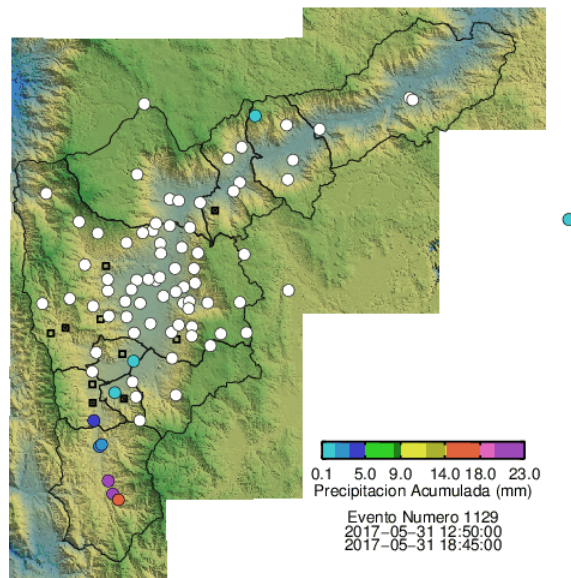 0.1 5.0 9.0 14.0 18.0 23.0
Precipitacion Acumulada (mm)
Evento Numero 1129
2017-05-31 12:50:00
2017-05-31 18:45:00